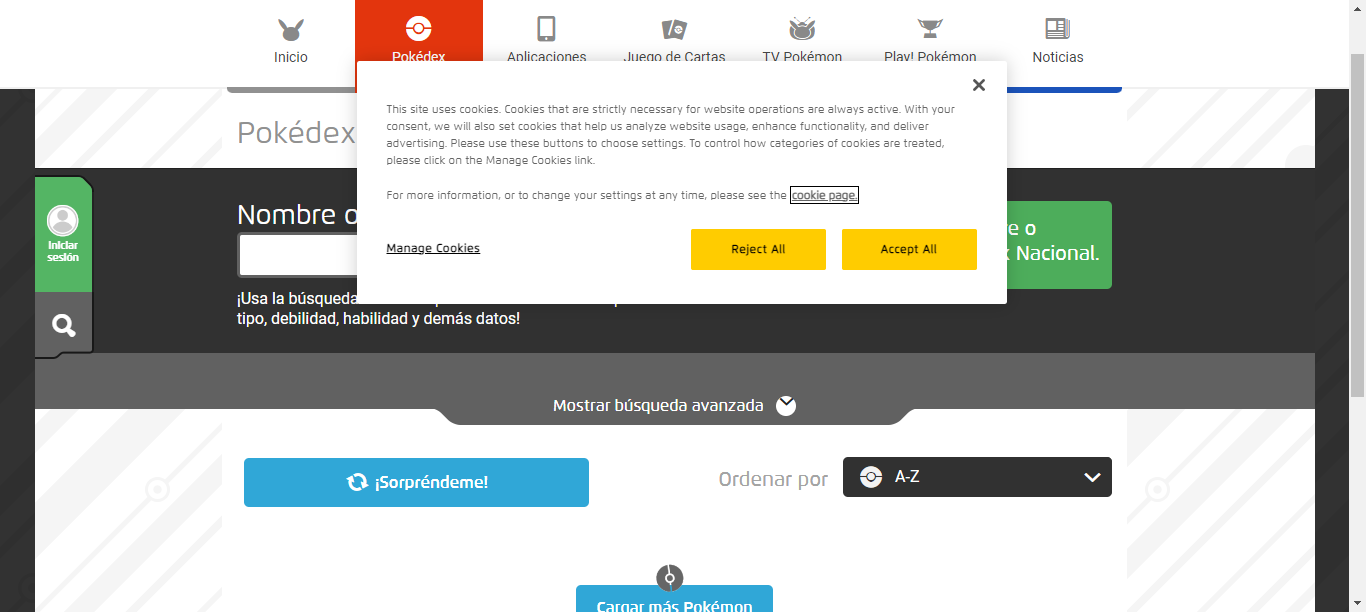 Inicio
Pokédex
Aplicaciones
Juego de Cartas
TV Pokémon
Play! Pokémon
Noticias
Pokédex
This site uses cookies. Cookies that are strictly necessary for website operations are always active. With your
consent, we will also set cookies that help us analyze website usage, enhance functionality, and deliver
advertising. Please use these buttons to choose settings. To control how categories of cookies are treated,
please click on the Manage Cookies link.
For more information, or to change your settings at any time, please see the cookie page.
Manage Cookies
Reject All
Accept All
Iniciar
sesión
Nombre o
o
Nacional.
¡Usa la búsqueda
tipo, debilidad, habilidad y demás datos!
Mostrar búsqueda avanzada
¡Sorpréndeme!
Ordenar por
A-Z
Cargar más Pokémon